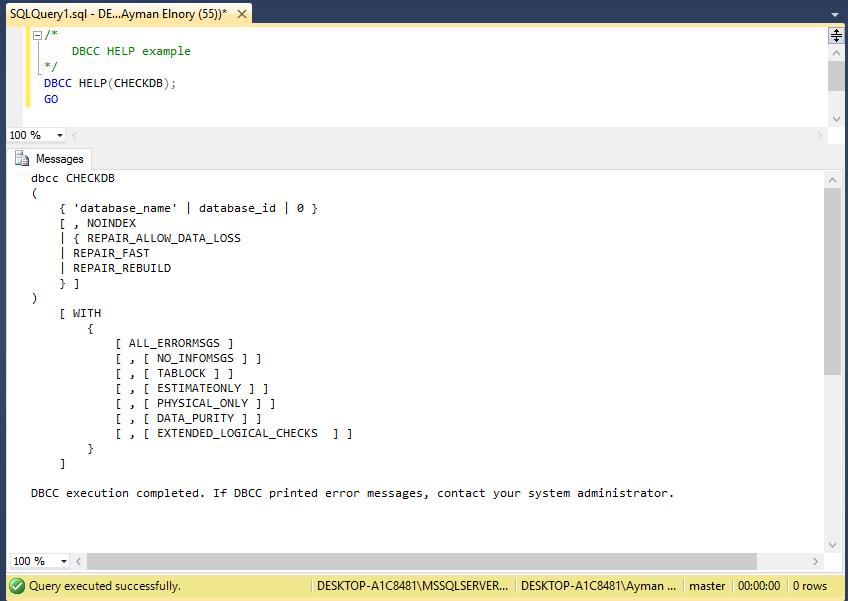 SQLQuery1.sql - DE...Ayman Elnory (55))*
/*
DBCC HELP example
*/
DBCC HELP(CHECKDB);
GO
100 %
Messages
dbcc CHECKDB
(
{ 'database_name' | database_id | 0 }
[ , NOINDEX
| { REPAIR_ALLOW_DATA_LOSS
| REPAIR_FAST
| REPAIR_REBUILD
} ]
)
[ WITH
{
[ ALL_ERRORMSGS ]
[ , [ NO_INFOMSGS ] ]
[ , [ TABLOCK ] ]
[ , [ ESTIMATEONLY ] ]
[ , [ PHYSICAL_ONLY ] ]
[ , [ DATA_PURITY ] ]
[ , [ EXTENDED_LOGICAL_CHECKS  ] ]
}
]
DBCC execution completed. If DBCC printed error messages, contact your system administrator.
100 %
Query executed successfully. DESKTOP-A1C8481\MSSQLSERVER... DESKTOP-A1C8481\Ayman ... master 00:00:00 0 rows